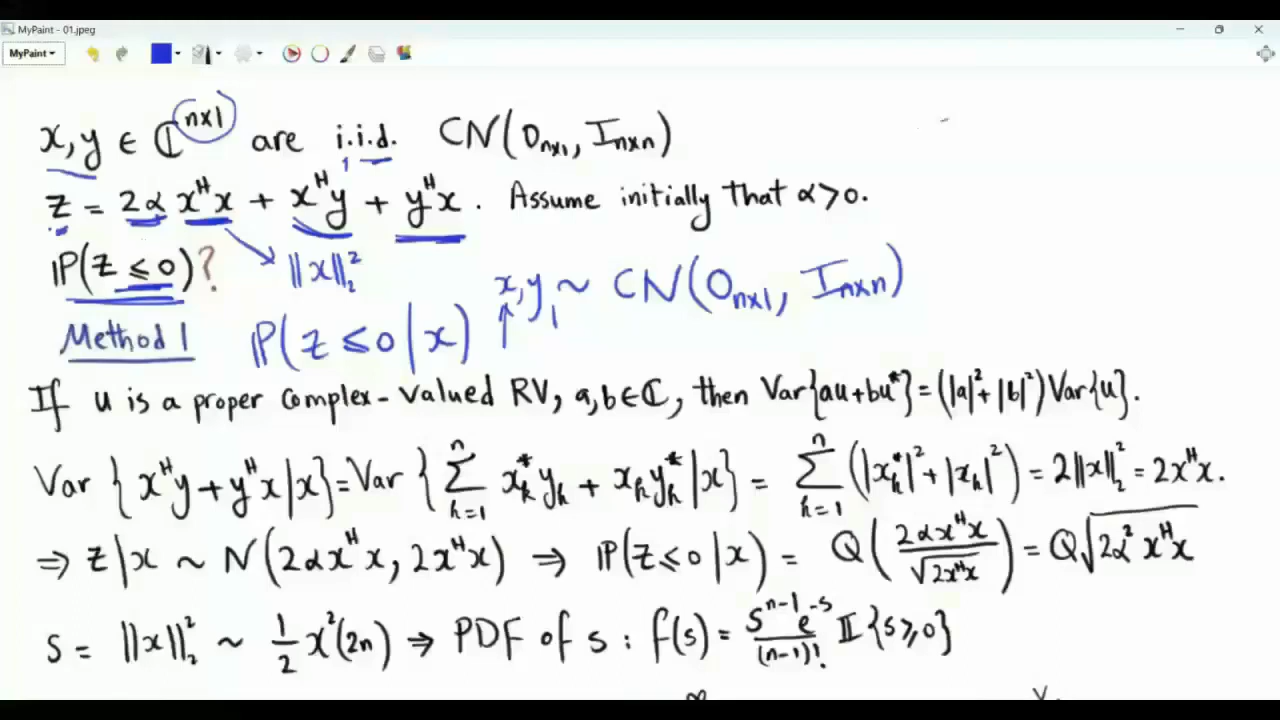 MyPaint - 01.jpeg
MyPaint
x, y ∈ ℂ^{n×1} are i.i.d. CN(0_{n×1}, I_{n×n})
z = 2α x^H x + x^H y + y^H x. Assume initially that α>0.
ℙ(z ≤ 0)? ‖x‖₂² x, y ~ CN(0_{n×1}, I_{n×n})
Method 1 ℙ(z ≤ 0 | x)
If u is a proper complex-valued RV, a,b∈ℂ, then Var{au+bu*} = (|a|²+|b|²)Var{u}.
Var{x^H y + y^H x | x} = Var{∑_{k=1}^{n} x_k^* y_k + x_k y_k^* | x} = ∑_{k=1}^{n} (|x_k^*|² + |x_k|²) = 2‖x‖₂² = 2x^H x.
⇒ z|x ~ N(2αx^H x, 2x^H x) ⇒ ℙ(z ≤ 0 | x) = Q(2αx^H x / √(2x^H x)) = Q√(2α² x^H x)
s = ‖x‖₂² ~ 1/2 χ²(2n) ⇒ PDF of s : f(s) = s^{n-1} e^{-s} / (n-1)! 𝕀{s≥0}